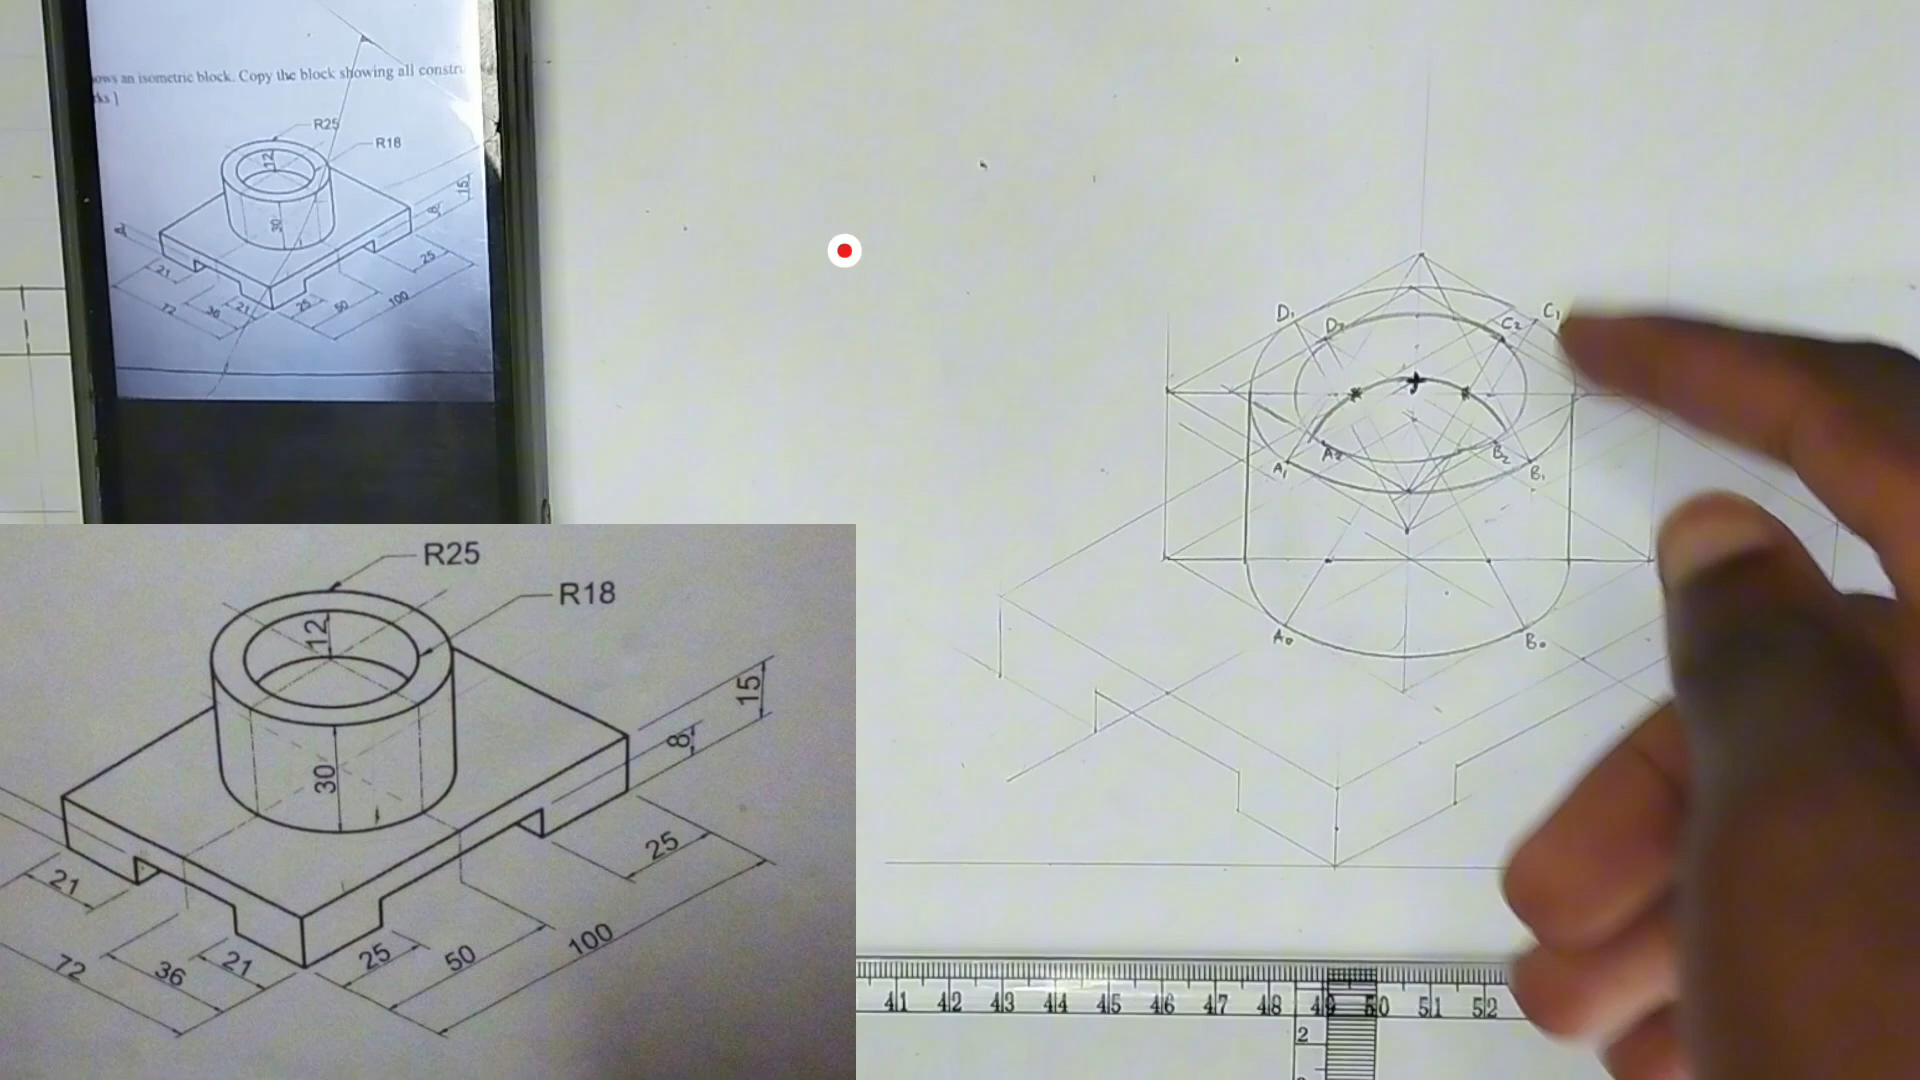 ows an isometric block. Copy the block showing all constru
ks ]
R25
R18
12
15
8
30
21
72
36
21
25
50
100
25
R25
R18
12
15
8
30
21
72
36
21
25
50
100
25
D₁
D₂
C₂
C₁
A₁
A₂
B₂
B₁
A₀
B₀
41 42 43 44 45 46 47 48 49 50 51 52
2